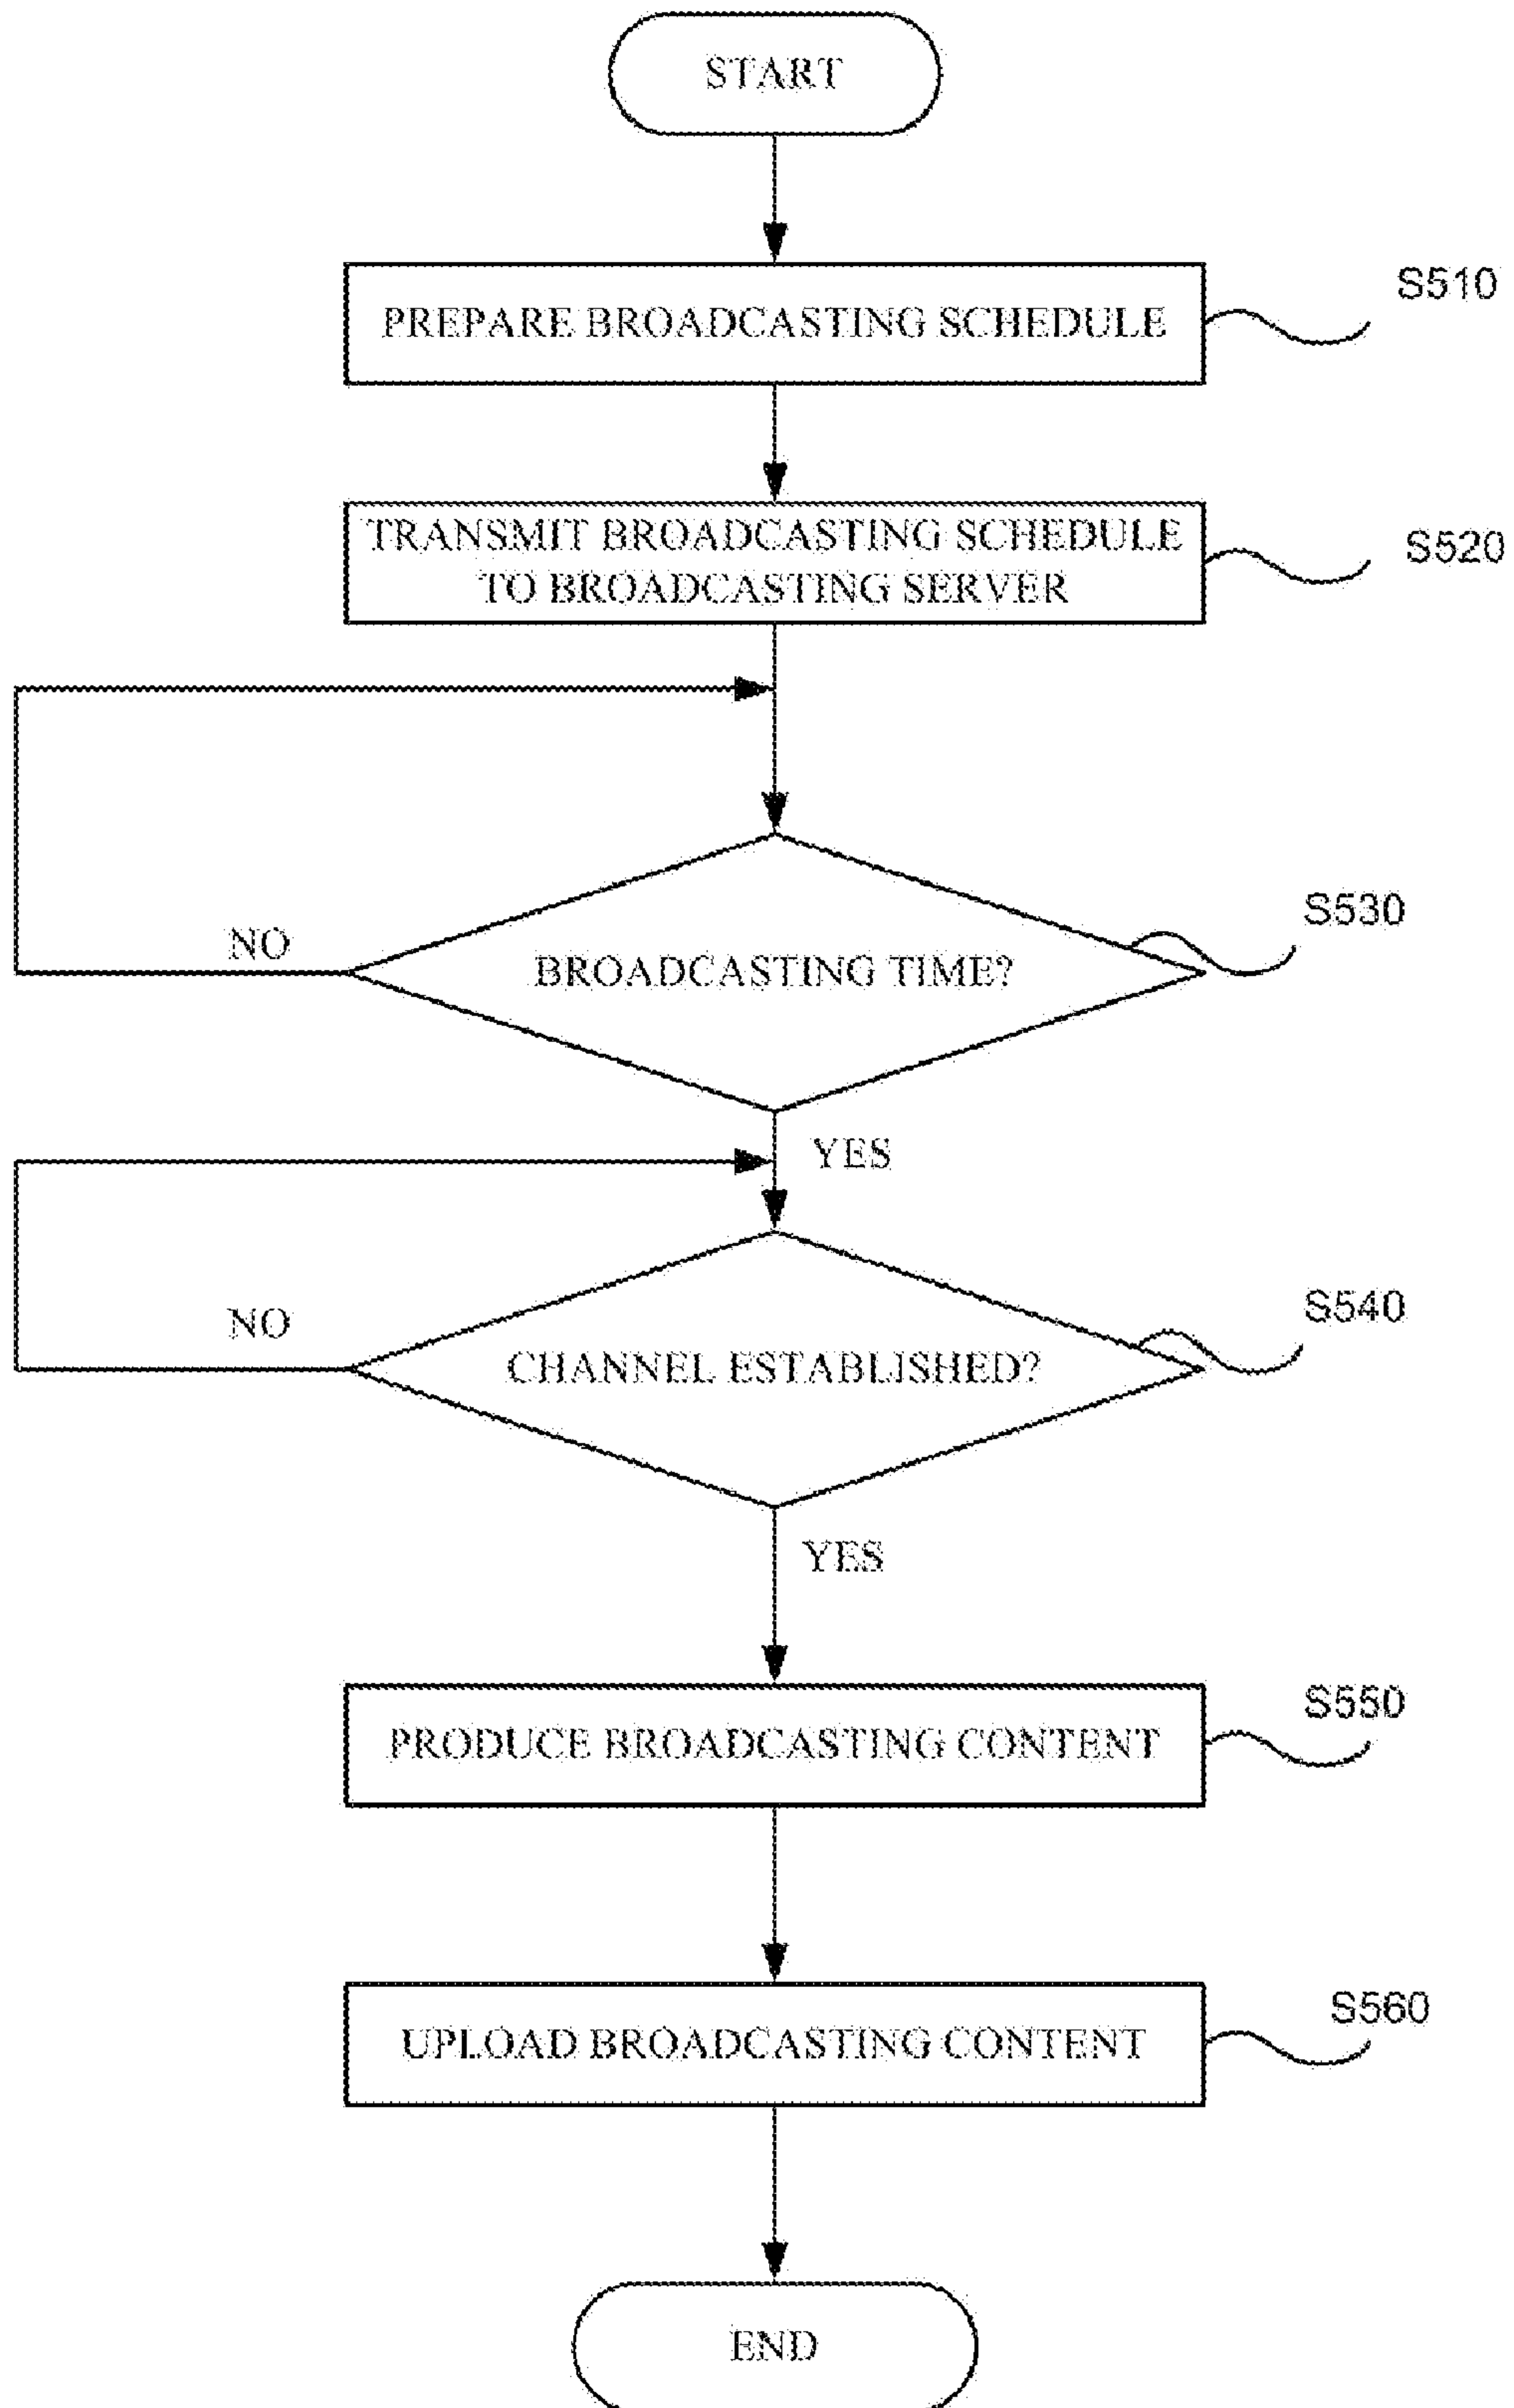 START
PREPARE BROADCASTING SCHEDULE
S510
TRANSMIT BROADCASTING SCHEDULE
TO BROADCASTING SERVER
S520
BROADCASTING TIME?
S530
NO
YES
CHANNEL ESTABLISHED?
S540
NO
YES
PRODUCE BROADCASTING CONTENT
S550
UPLOAD BROADCASTING CONTENT
S560
END